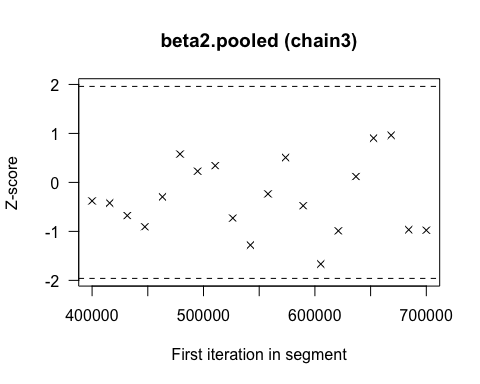 beta2.pooled (chain3)
2
1
0
-1
-2
Z-score
400000 500000 600000 700000
First iteration in segment